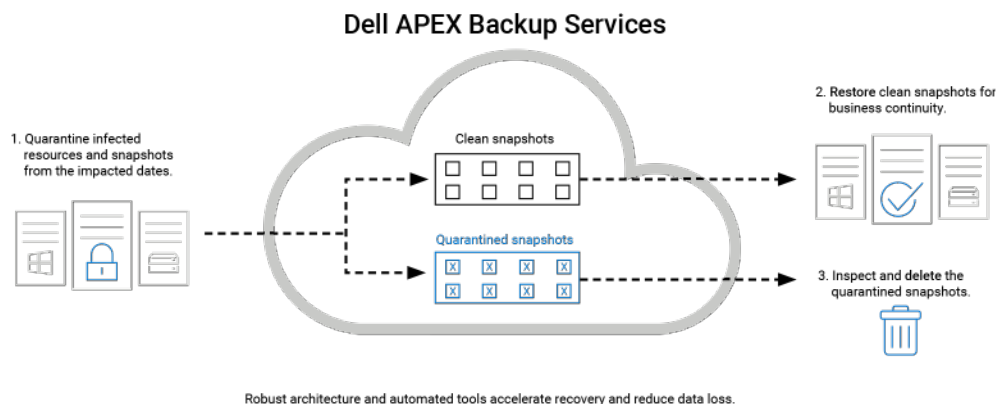 Dell APEX Backup Services
1. Quarantine infected
resources and snapshots
from the impacted dates.
Clean snapshots
Quarantined snapshots
X X X X
X X X X
2. Restore clean snapshots for
business continuity.
3. Inspect and delete the
quarantined snapshots.
Robust architecture and automated tools accelerate recovery and reduce data loss.